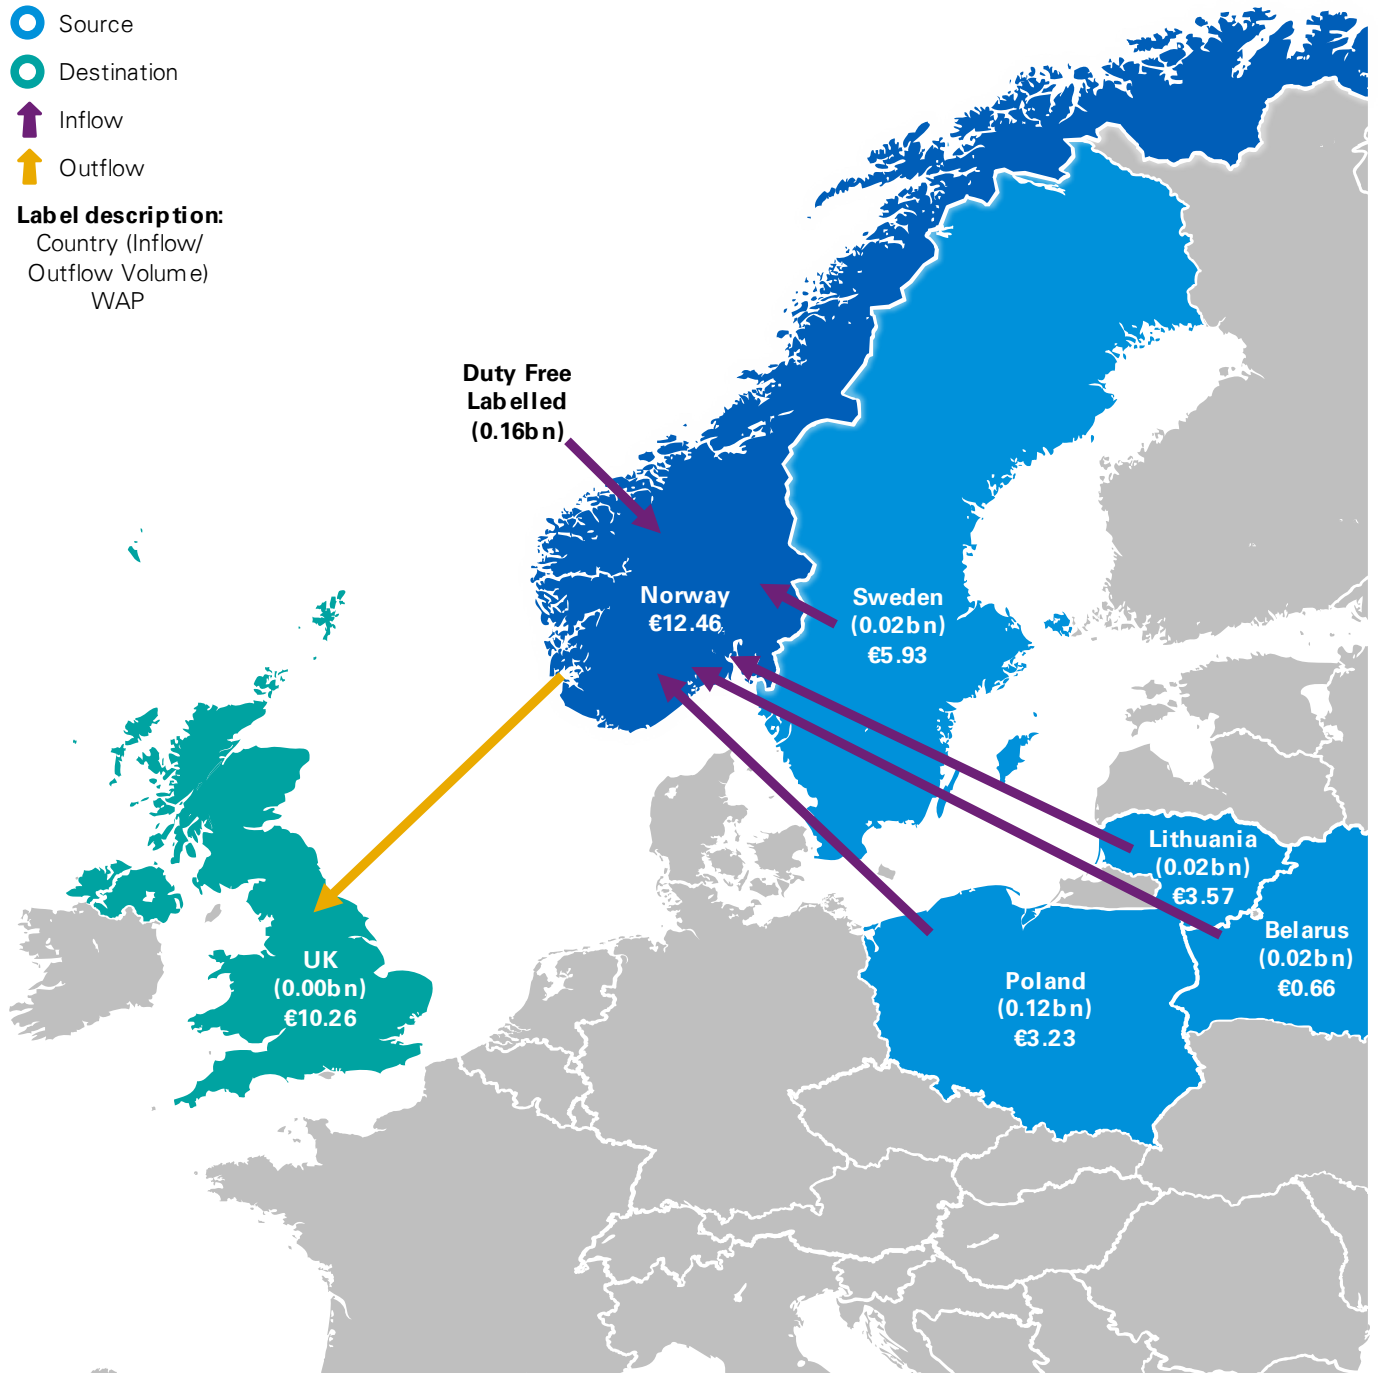 Source
Destination
Inflow
Outflow
Label description:
Country (Inflow/
Outflow Volume)
WAP
Duty Free
Labelled
(0.16bn)
Norway
€12.46
Sweden
(0.02bn)
€5.93
Lithuania
(0.02bn)
€3.57
Belarus
(0.02bn)
€0.66
UK
(0.00bn)
€10.26
Poland
(0.12bn)
€3.23